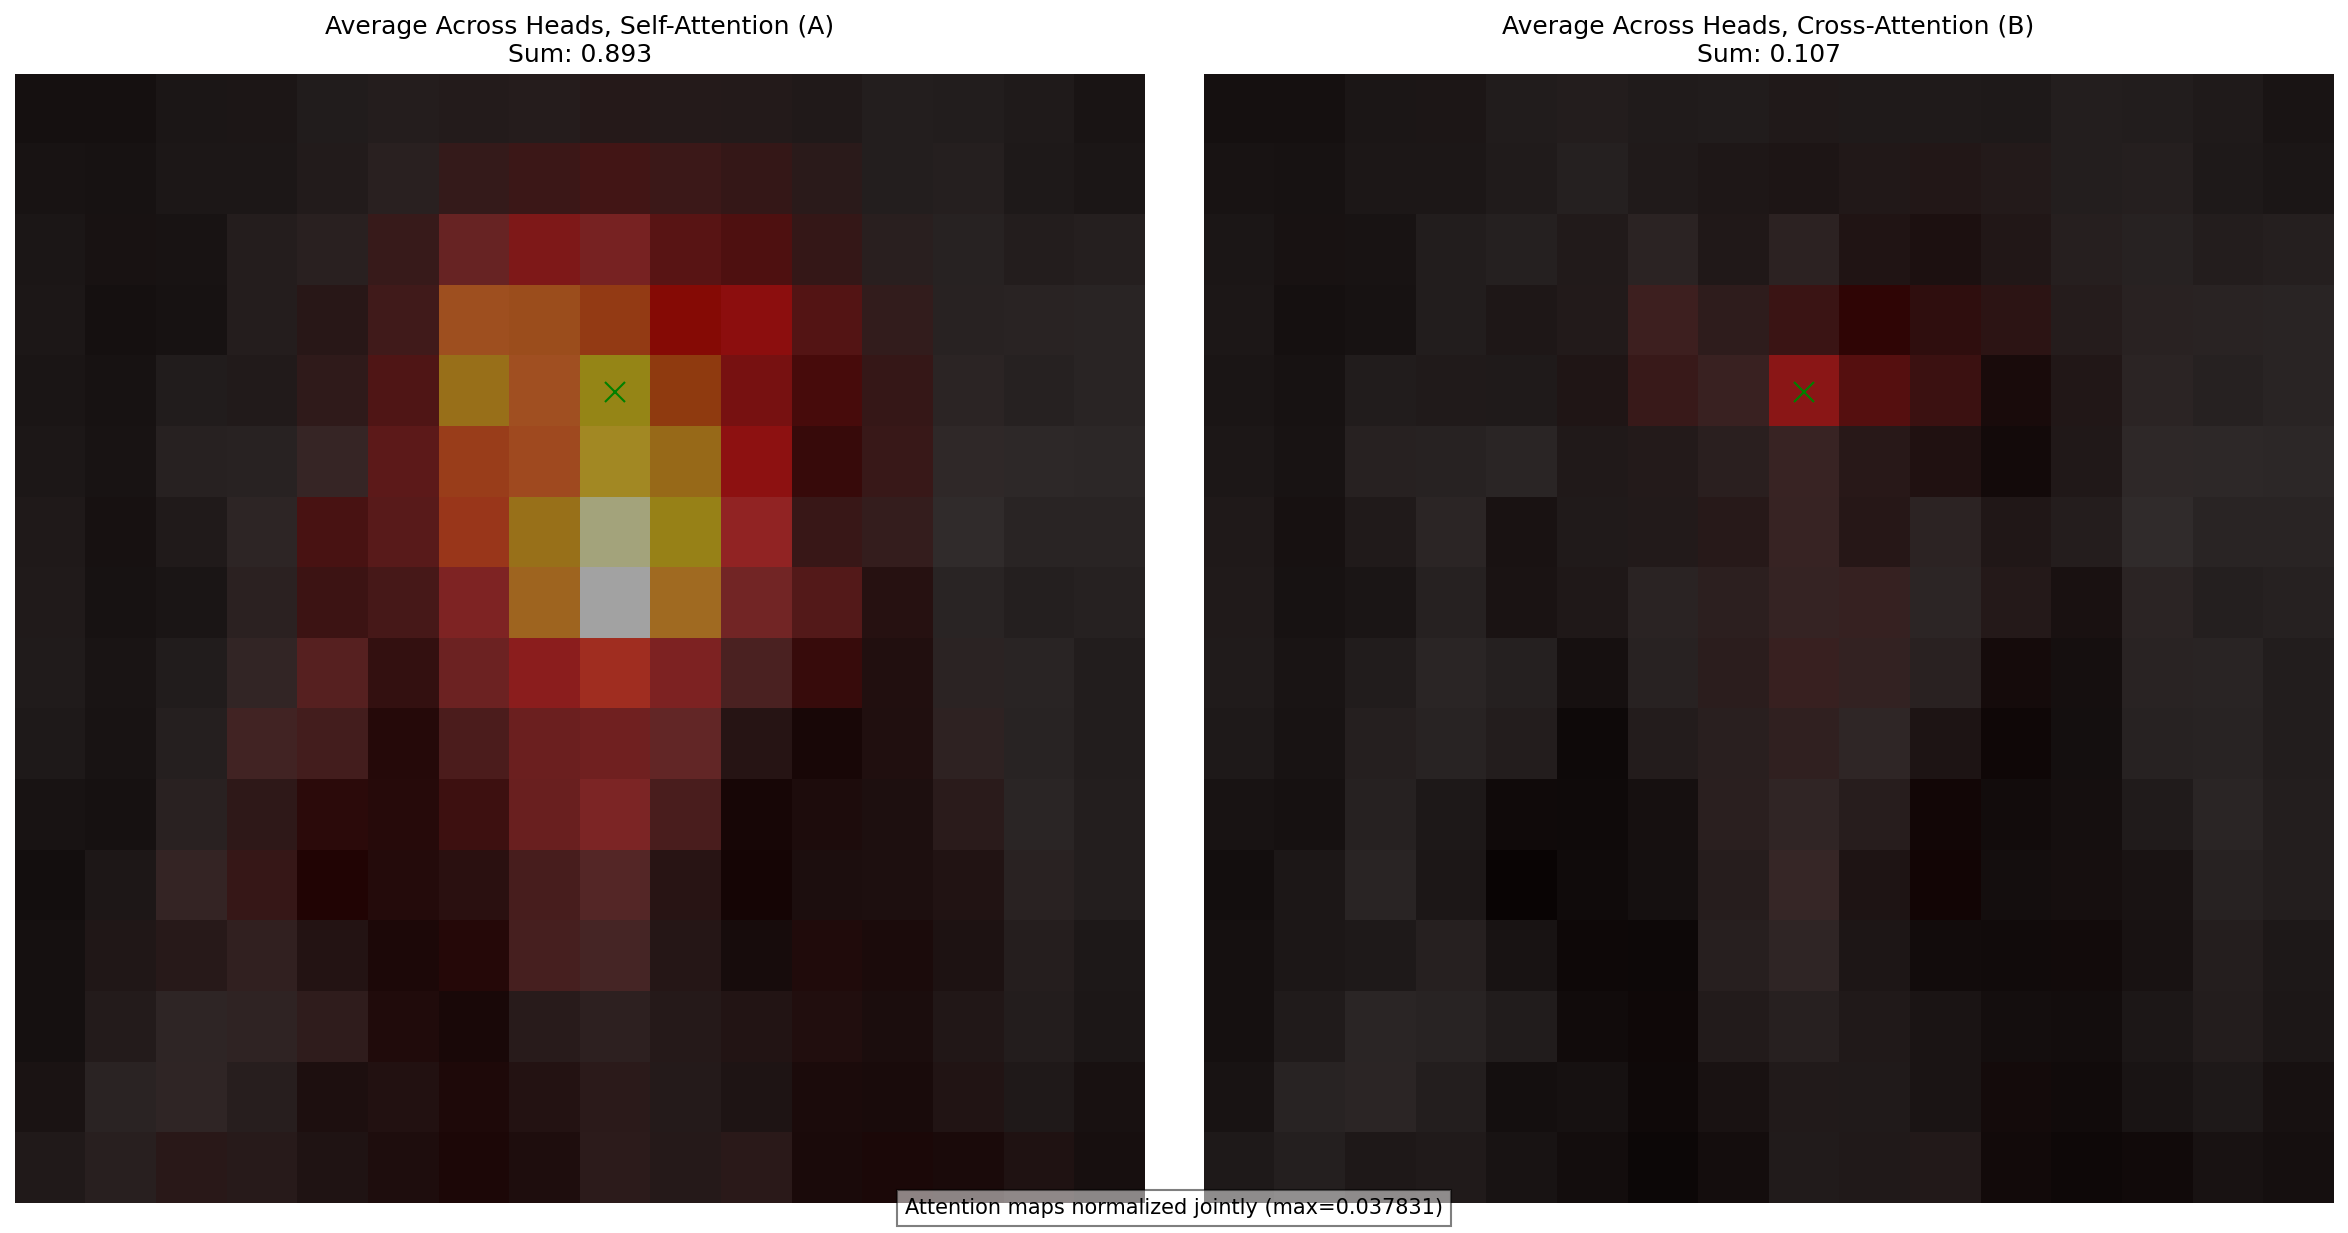 Average Across Heads, Self-Attention (A)
Sum: 0.893
Average Across Heads, Cross-Attention (B)
Sum: 0.107
Attention maps normalized jointly (max=0.037831)